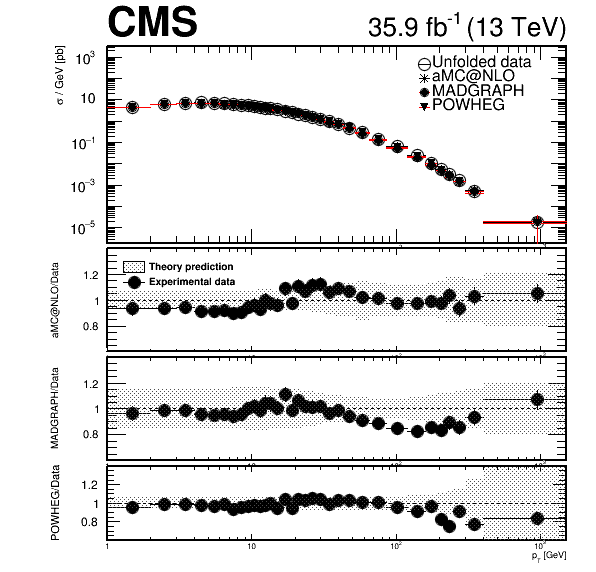 CMS 35.9 fb⁻¹ (13 TeV)
σ / GeV [pb]
10³
10
10⁻¹
10⁻³
10⁻⁵
Unfolded data
aMC@NLO
MADGRAPH
POWHEG
aMC@NLO/Data
1.2
1
0.8
Theory prediction
Experimental data
MADGRAPH/Data
1.2
1
0.8
POWHEG/Data
1.2
1
0.8
1 10 10² 10³
p_T [GeV]